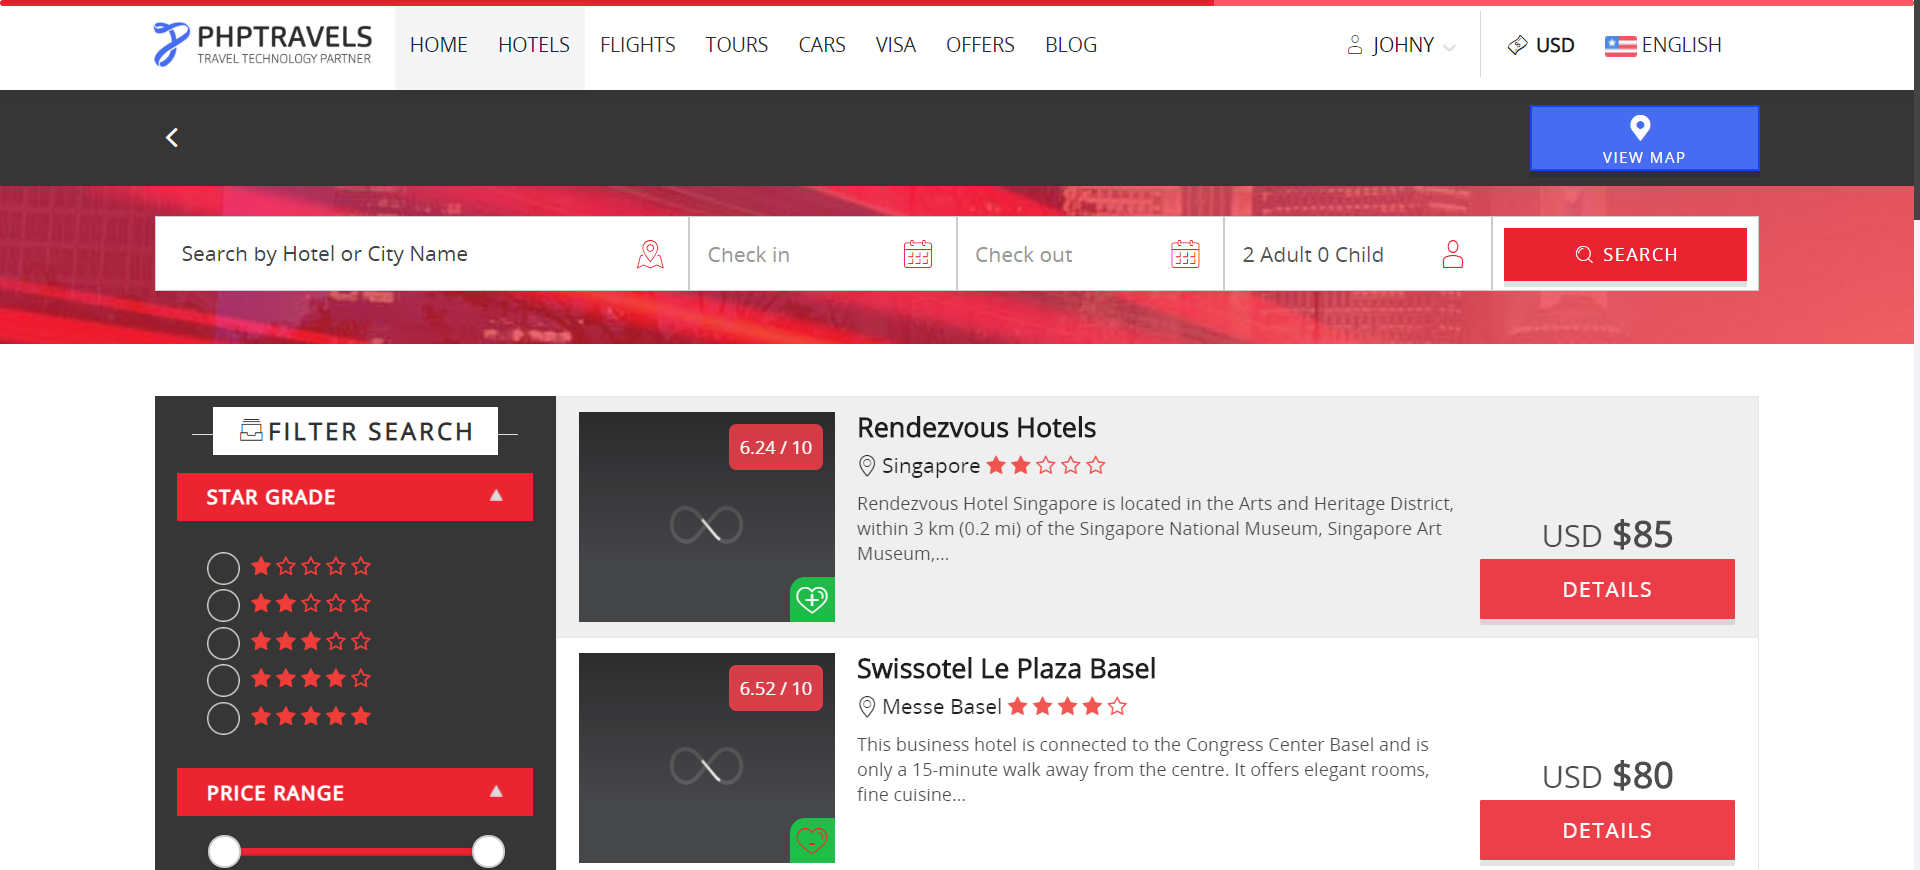 PHPTRAVELS
TRAVEL TECHNOLOGY PARTNER
HOME HOTELS FLIGHTS TOURS CARS VISA OFFERS BLOG
JOHNY USD ENGLISH
VIEW MAP
Search by Hotel or City Name
Check in
Check out
2 Adult 0 Child
SEARCH
FILTER SEARCH
STAR GRADE
PRICE RANGE
6.24 / 10
Rendezvous Hotels
Singapore
Rendezvous Hotel Singapore is located in the Arts and Heritage District,
within 3 km (0.2 mi) of the Singapore National Museum, Singapore Art
Museum,...
USD $85
DETAILS
6.52 / 10
Swissotel Le Plaza Basel
Messe Basel
This business hotel is connected to the Congress Center Basel and is
only a 15-minute walk away from the centre. It offers elegant rooms,
fine cuisine...
USD $80
DETAILS